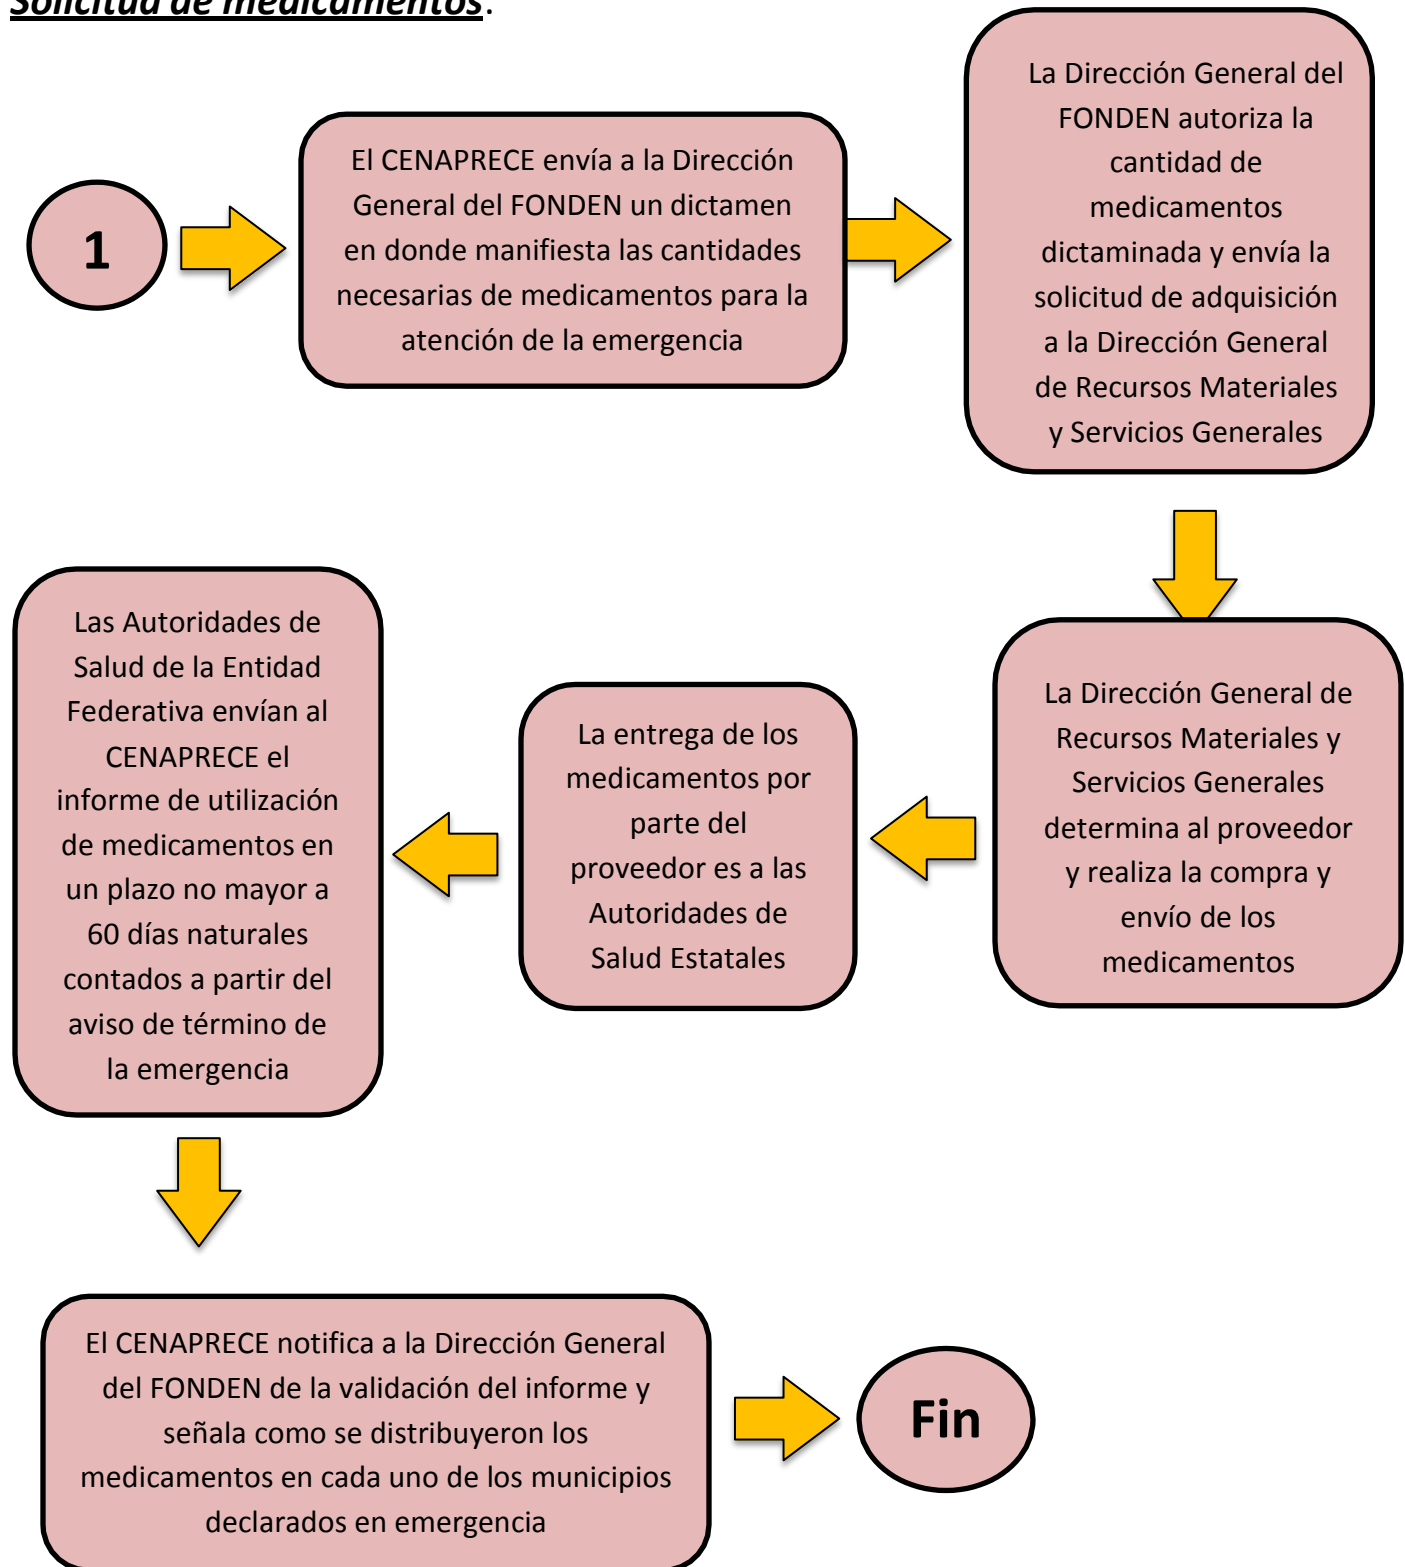 Solicitud de medicamentos:
1
El CENAPRECE envía a la Dirección
General del FONDEN un dictamen
en donde manifiesta las cantidades
necesarias de medicamentos para la
atención de la emergencia
La Dirección General del
FONDEN autoriza la
cantidad de
medicamentos
dictaminada y envía la
solicitud de adquisición
a la Dirección General
de Recursos Materiales
y Servicios Generales
La Dirección General de
Recursos Materiales y
Servicios Generales
determina al proveedor
y realiza la compra y
envío de los
medicamentos
La entrega de los
medicamentos por
parte del
proveedor es a las
Autoridades de
Salud Estatales
Las Autoridades de
Salud de la Entidad
Federativa envían al
CENAPRECE el
informe de utilización
de medicamentos en
un plazo no mayor a
60 días naturales
contados a partir del
aviso de término de
la emergencia
El CENAPRECE notifica a la Dirección General
del FONDEN de la validación del informe y
señala como se distribuyeron los
medicamentos en cada uno de los municipios
declarados en emergencia
Fin